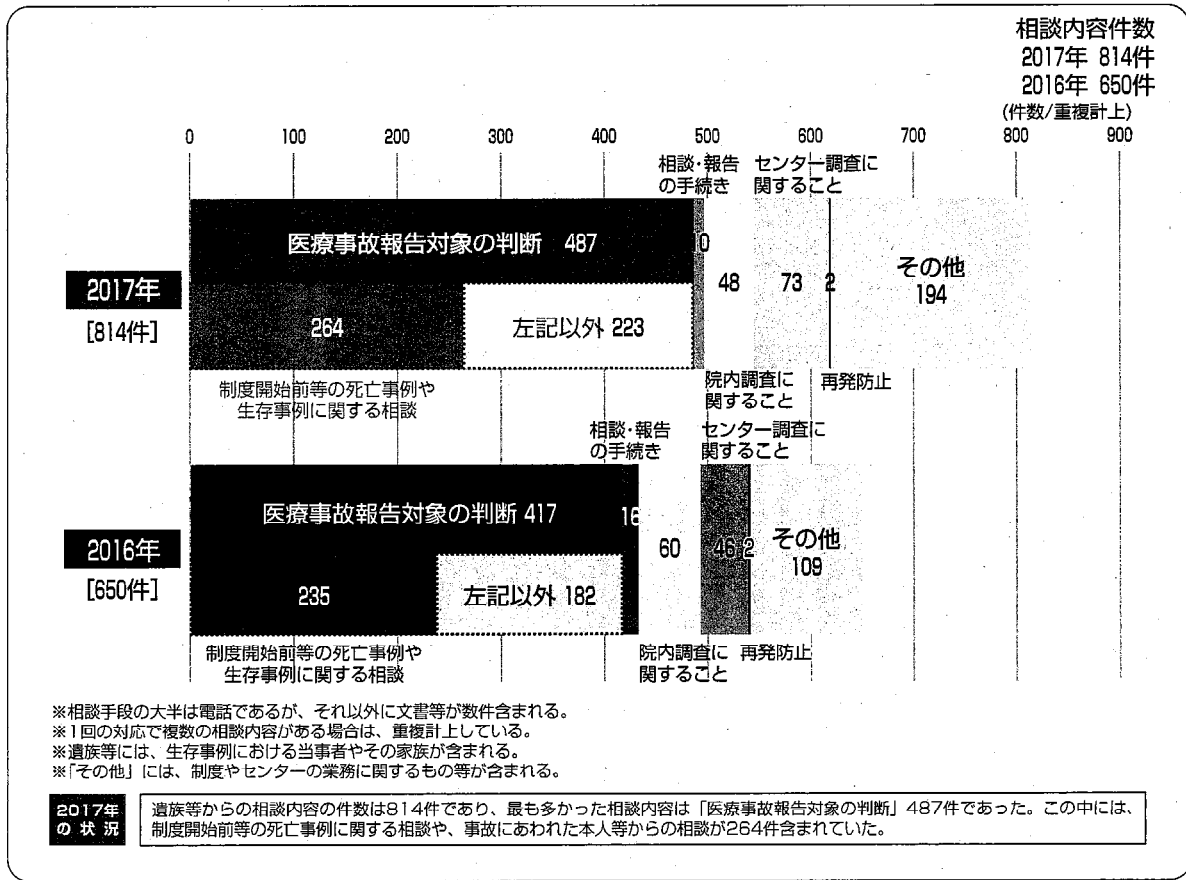 相談内容件数
2017年 814件
2016年 650件
(件数/重複計上)
0 100 200 300 400 500 600 700 800 900
相談・報告
の手続き
センター調査に
関すること
医療事故報告対象の判断 487
0
48
73
2
その他
194
2017年
[814件]
264
左記以外 223
制度開始前等の死亡事例や
生存事例に関する相談
院内調査に
関すること
再発防止
相談・報告
の手続き
センター調査に
関すること
医療事故報告対象の判断 417
16
60
46
2
その他
109
2016年
[650件]
235
左記以外 182
制度開始前等の死亡事例や
生存事例に関する相談
院内調査に
関すること
再発防止
※相談手段の大半は電話であるが、それ以外に文書等が数件含まれる。
※1回の対応で複数の相談内容がある場合は、重複計上している。
※遺族等には、生存事例における当事者やその家族が含まれる。
※「その他」には、制度やセンターの業務に関するもの等が含まれる。
2017年
の状況
遺族等からの相談内容の件数は814件であり、最も多かった相談内容は「医療事故報告対象の判断」487件であった。この中には、
制度開始前等の死亡事例に関する相談や、事故にあわれた本人等からの相談が264件含まれていた。